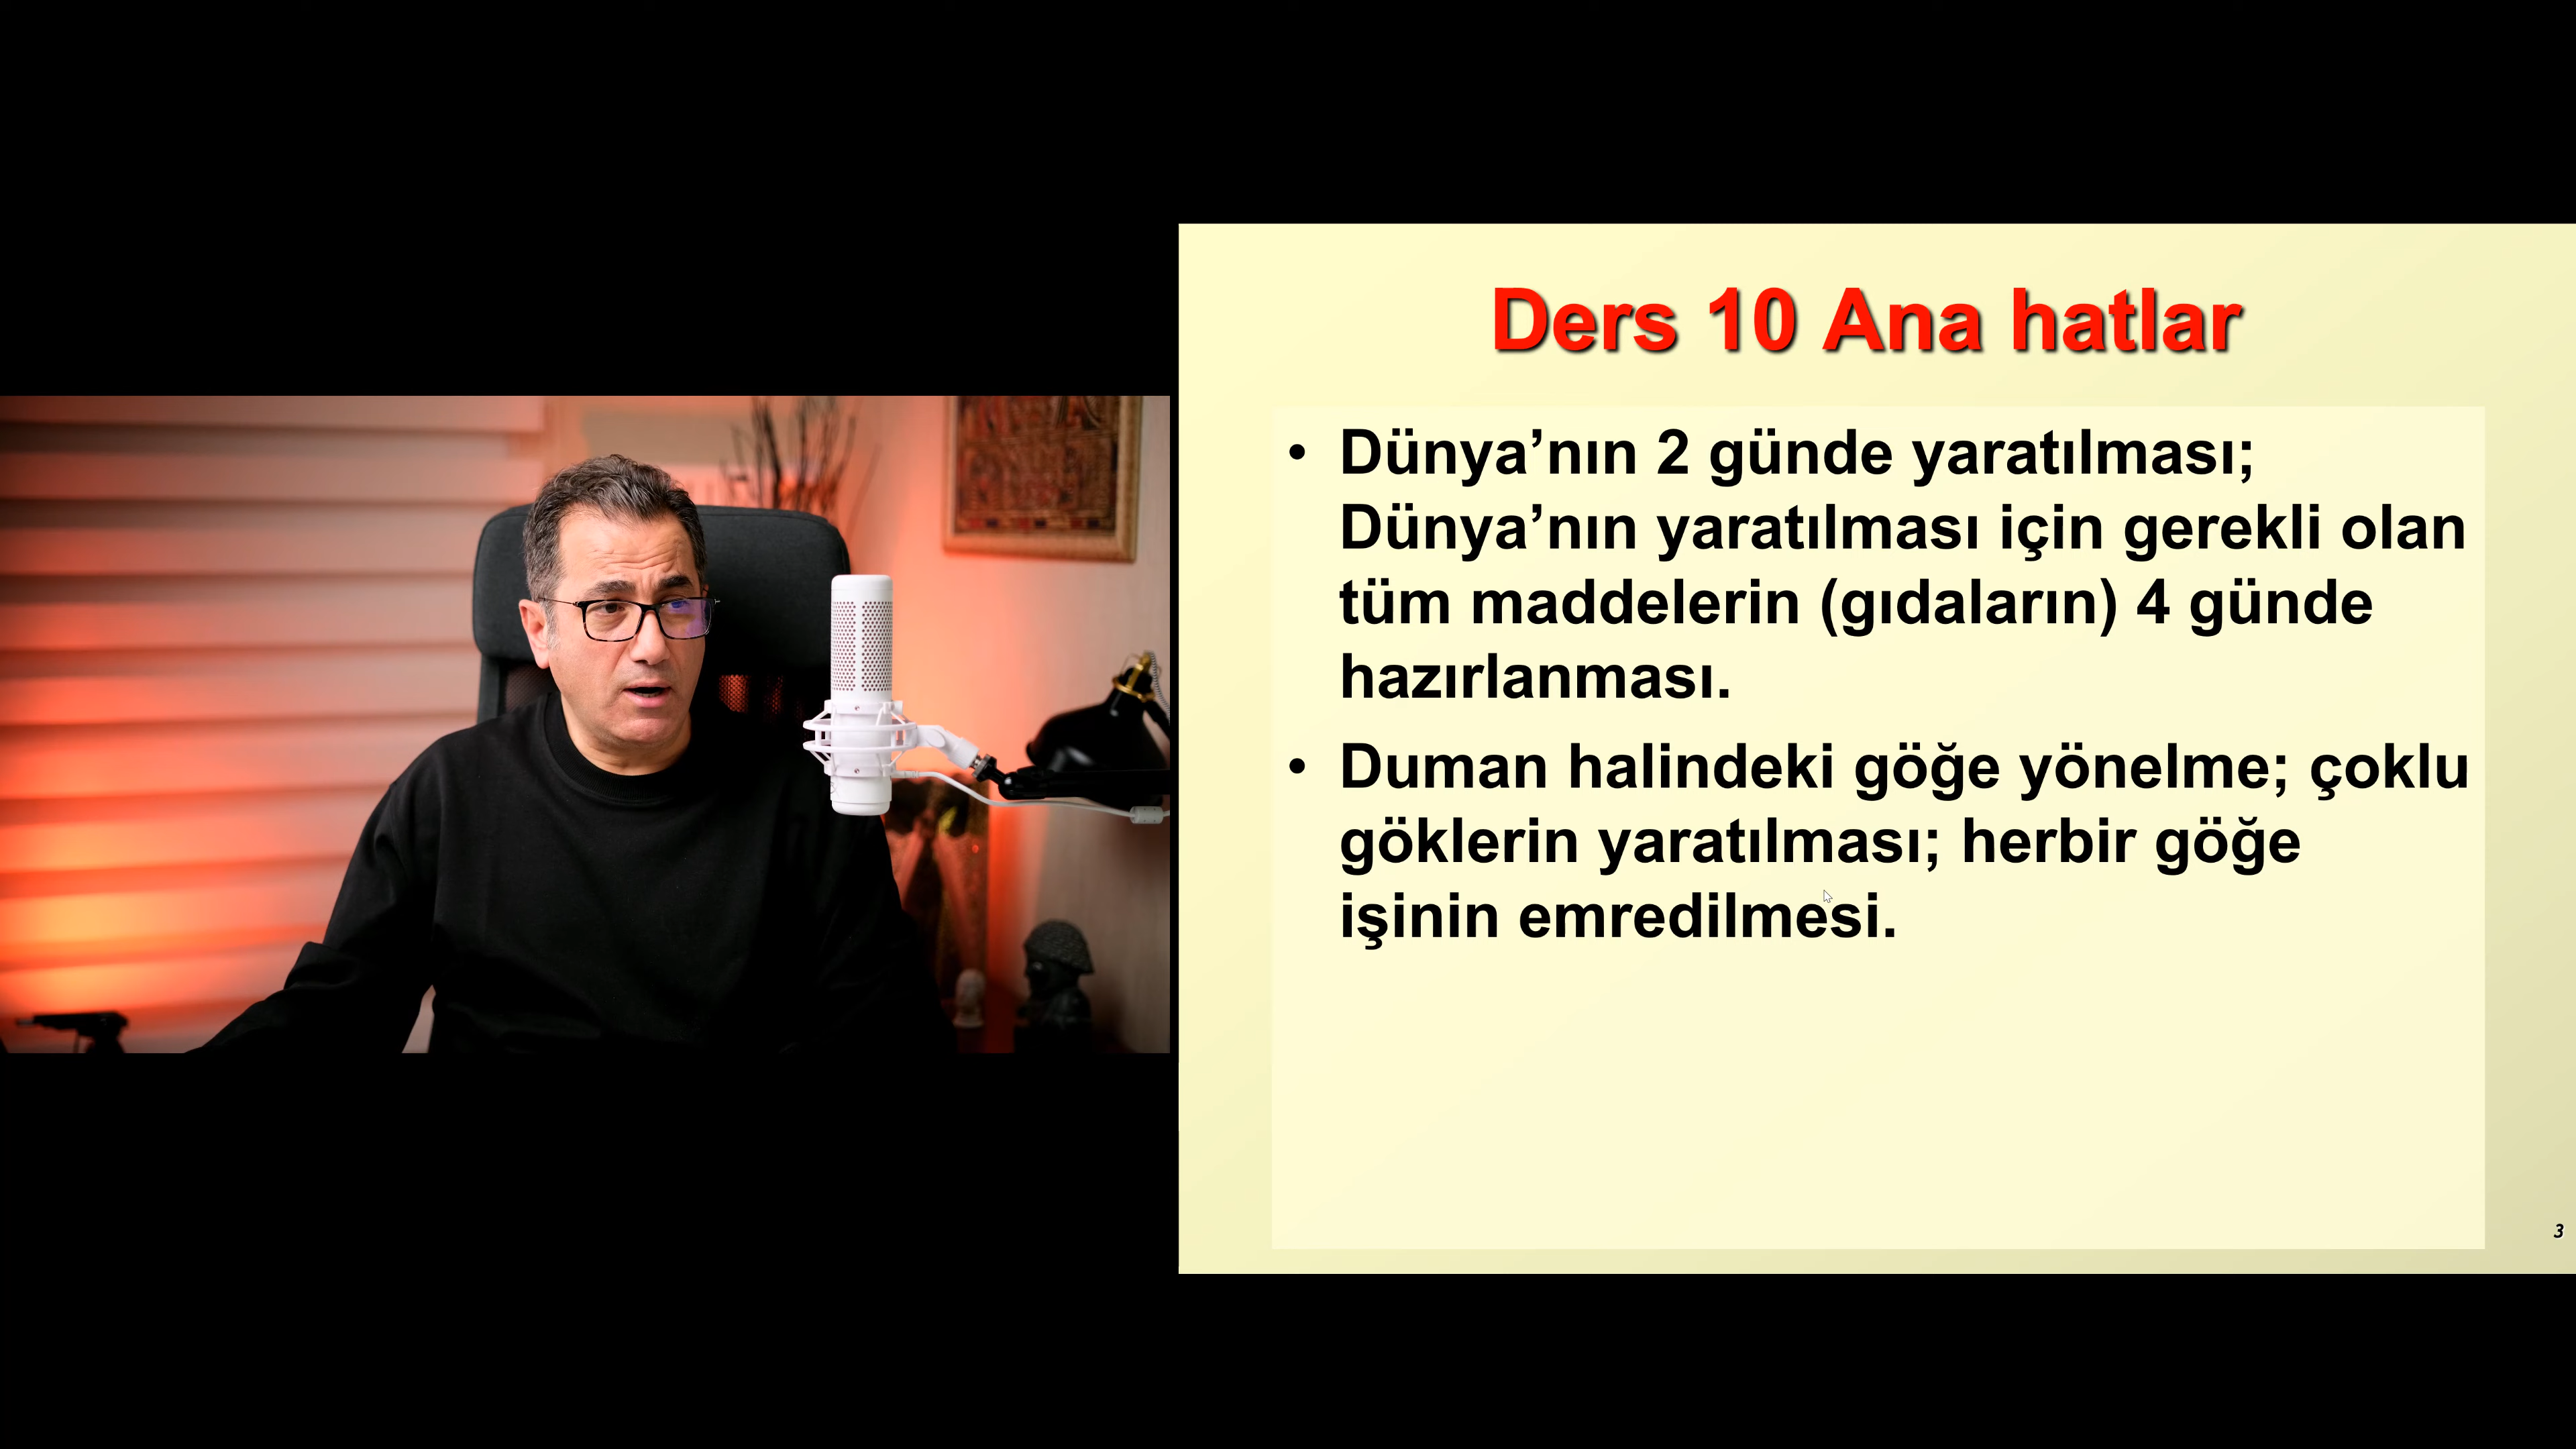 Ders 10 Ana hatlar
• Dünya’nın 2 günde yaratılması;
Dünya’nın yaratılması için gerekli olan
tüm maddelerin (gıdaların) 4 günde
hazırlanması.
• Duman halindeki göğe yönelme; çoklu
göklerin yaratılması; herbir göğe
işinin emredilmesi.
3